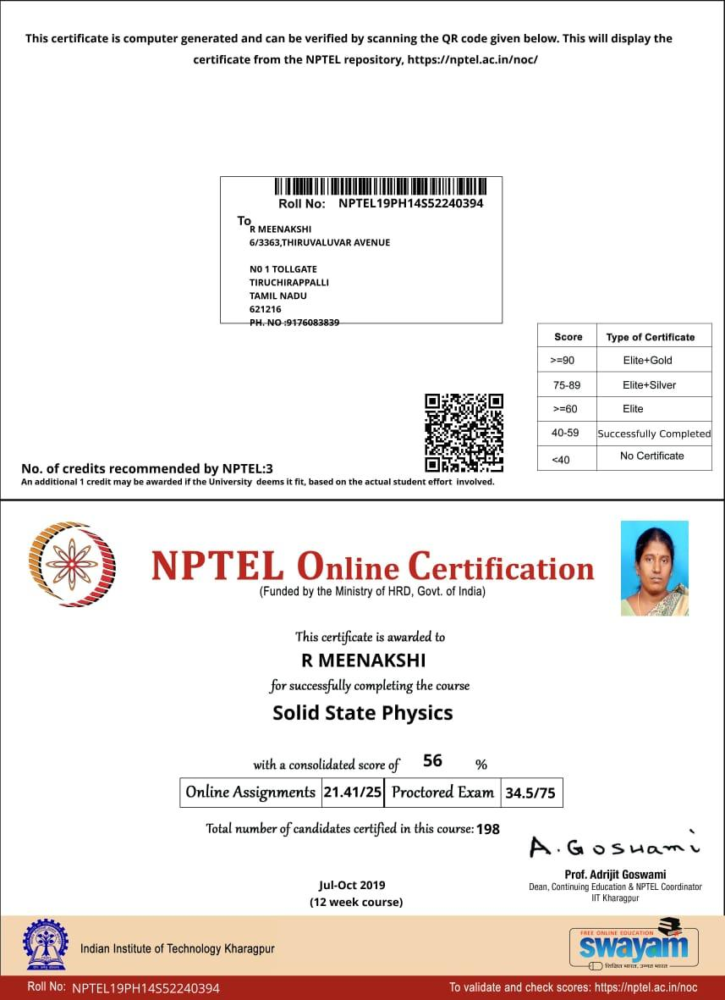 This certificate is computer generated and can be verified by scanning the QR code given below. This will display the
certificate from the NPTEL repository, https://nptel.ac.in/noc/
Roll No: NPTEL19PH14S52240394
To
R MEENAKSHI
6/3363,THIRUVALUVAR AVENUE
N0 1 TOLLGATE
TIRUCHIRAPPALLI
TAMIL NADU
621216
PH. NO :9176083839
Score Type of Certificate
>=90 Elite+Gold
75-89 Elite+Silver
>=60 Elite
40-59 Successfully Completed
<40 No Certificate
No. of credits recommended by NPTEL:3
An additional 1 credit may be awarded if the University deems it fit, based on the actual student effort involved.
NPTEL Online Certification
(Funded by the Ministry of HRD, Govt. of India)
This certificate is awarded to
R MEENAKSHI
for successfully completing the course
Solid State Physics
with a consolidated score of 56 %
Online Assignments 21.41/25 Proctored Exam 34.5/75
Total number of candidates certified in this course: 198
A. Goswami
Prof. Adrijit Goswami
Dean, Continuing Education & NPTEL Coordinator
IIT Kharagpur
Jul-Oct 2019
(12 week course)
Indian Institute of Technology Kharagpur
FREE ONLINE EDUCATION
swayam
शिक्षित भारत, उन्नत भारत
Roll No: NPTEL19PH14S52240394 To validate and check scores: https://nptel.ac.in/noc